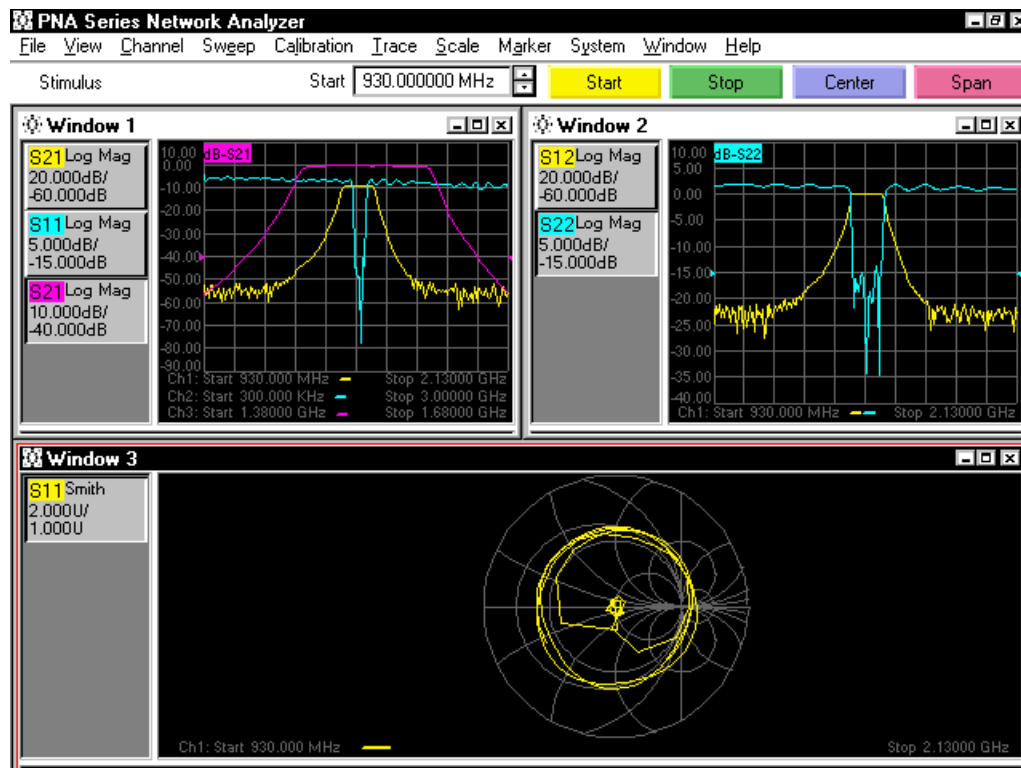 PNA Series Network Analyzer
File View Channel Sweep Calibration Trace Scale Marker System Window Help
Stimulus Start 930.000000 MHz Start Stop Center Span
Window 1
S21 Log Mag
20.000dB/
-60.000dB
S11 Log Mag
5.000dB/
-15.000dB
S21 Log Mag
10.000dB/
-40.000dB
dB-S21
10.00
0.00
-10.00
-20.00
-30.00
-40.00
-50.00
-60.00
-70.00
-80.00
-90.00
Ch1: Start 930.000 MHz Stop 2.13000 GHz
Ch2: Start 300.000 KHz Stop 3.00000 GHz
Ch3: Start 1.38000 GHz Stop 1.68000 GHz
Window 2
S12 Log Mag
20.000dB/
-60.000dB
S22 Log Mag
5.000dB/
-15.000dB
dB-S22
10.00
5.00
0.00
-5.00
-10.00
-15.00
-20.00
-25.00
-30.00
-35.00
-40.00
Ch1: Start 930.000 MHz Stop 2.13000 GHz
Window 3
S11 Smith
2.000U/
1.000U
Ch1: Start 930.000 MHz Stop 2.13000 GHz